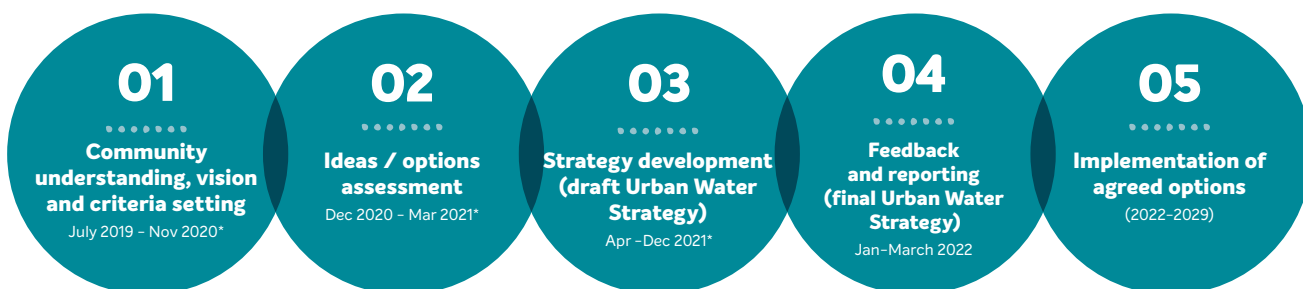 01
Community
understanding, vision
and criteria setting
July 2019 - Nov 2020*
02
Ideas / options
assessment
Dec 2020 - Mar 2021*
03
Strategy development
(draft Urban Water
Strategy)
Apr -Dec 2021*
04
Feedback
and reporting
(final Urban Water
Strategy)
Jan-March 2022
05
Implementation of
agreed options
(2022-2029)